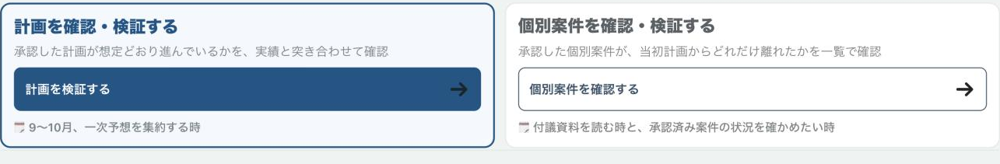 計画を確認・検証する
承認した計画が想定どおり進んでいるかを、実績と突き合わせて確認
計画を検証する
9〜10月、一次予想を集約する時
個別案件を確認・検証する
承認した個別案件が、当初計画からどれだけ離れたかを一覧で確認
個別案件を確認する
付議資料を読む時と、承認済み案件の状況を確かめたい時